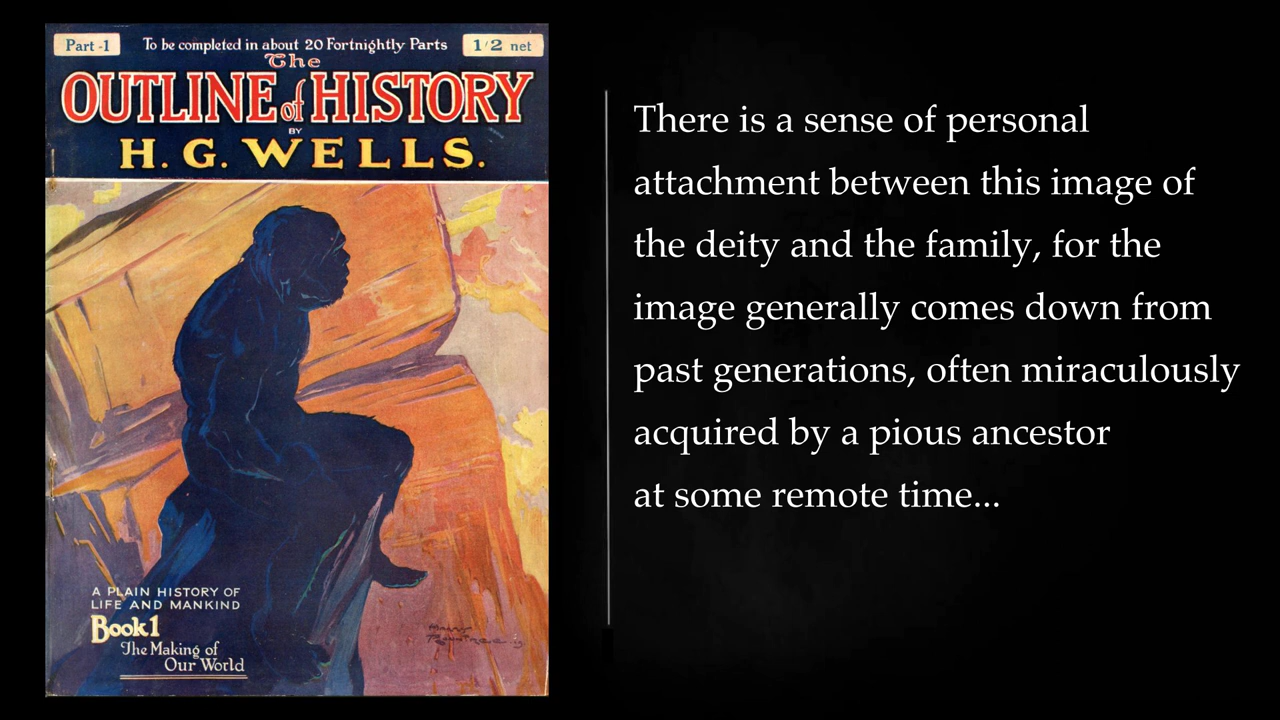 Part -1
To be completed in about 20 Fortnightly Parts
1/2 net
The
OUTLINE of HISTORY
BY
H. G. WELLS.
A PLAIN HISTORY OF
LIFE AND MANKIND
Book 1
The Making of
Our World
There is a sense of personal
attachment between this image of
the deity and the family, for the
image generally comes down from
past generations, often miraculously
acquired by a pious ancestor
at some remote time...